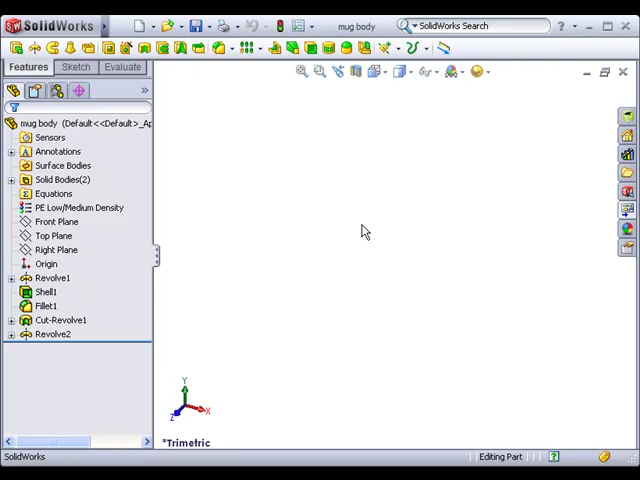 SolidWorks
mug body
SolidWorks Search
Features
Sketch
Evaluate
mug body (Default<<Default>_Ap
Sensors
Annotations
Surface Bodies
Solid Bodies(2)
Equations
PE Low/Medium Density
Front Plane
Top Plane
Right Plane
Origin
Revolve1
Shell1
Fillet1
Cut-Revolve1
Revolve2
Y
X
Z
*Trimetric
SolidWorks
Editing Part